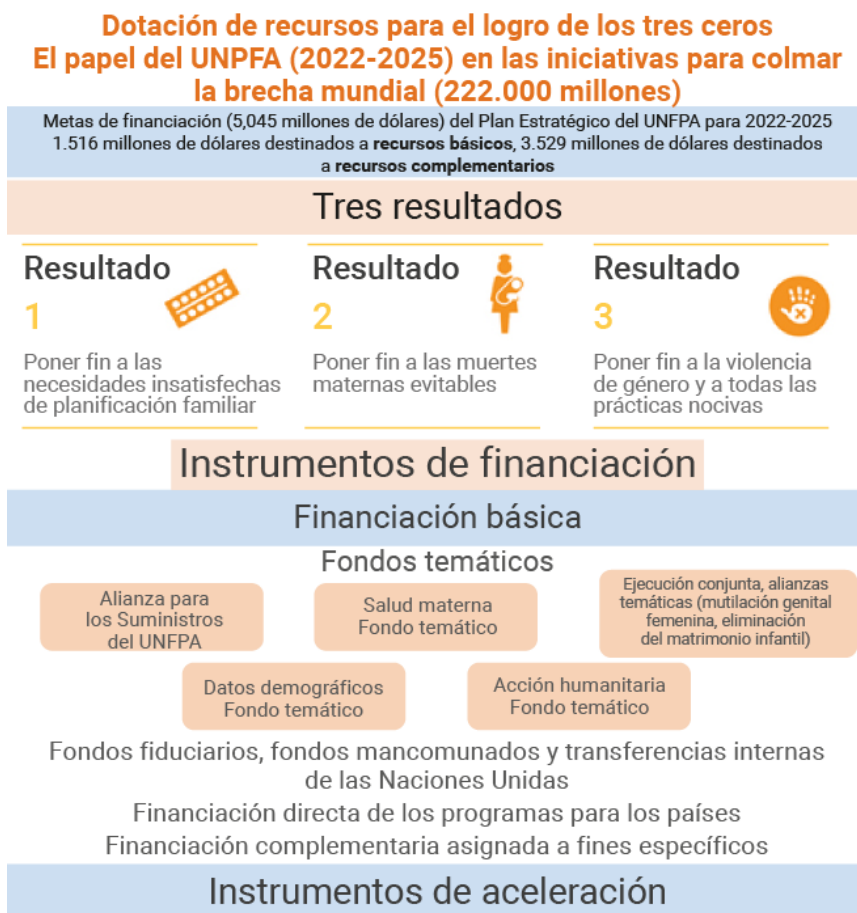 Dotación de recursos para el logro de los tres ceros
El papel del UNPFA (2022-2025) en las iniciativas para colmar
la brecha mundial (222.000 millones)
Metas de financiación (5,045 millones de dólares) del Plan Estratégico del UNFPA para 2022-2025
1.516 millones de dólares destinados a recursos básicos, 3.529 millones de dólares destinados
a recursos complementarios
Tres resultados
Resultado
1
Poner fin a las
necesidades insatisfechas
de planificación familiar
Resultado
2
Poner fin a las muertes
maternas evitables
Resultado
3
Poner fin a la violencia
de género y a todas las
prácticas nocivas
Instrumentos de financiación
Financiación básica
Fondos temáticos
Alianza para
los Suministros
del UNFPA
Salud materna
Fondo temático
Ejecución conjunta, alianzas
temáticas (mutilación genital
femenina, eliminación
del matrimonio infantil)
Datos demográficos
Fondo temático
Acción humanitaria
Fondo temático
Fondos fiduciarios, fondos mancomunados y transferencias internas
de las Naciones Unidas
Financiación directa de los programas para los países
Financiación complementaria asignada a fines específicos
Instrumentos de aceleración